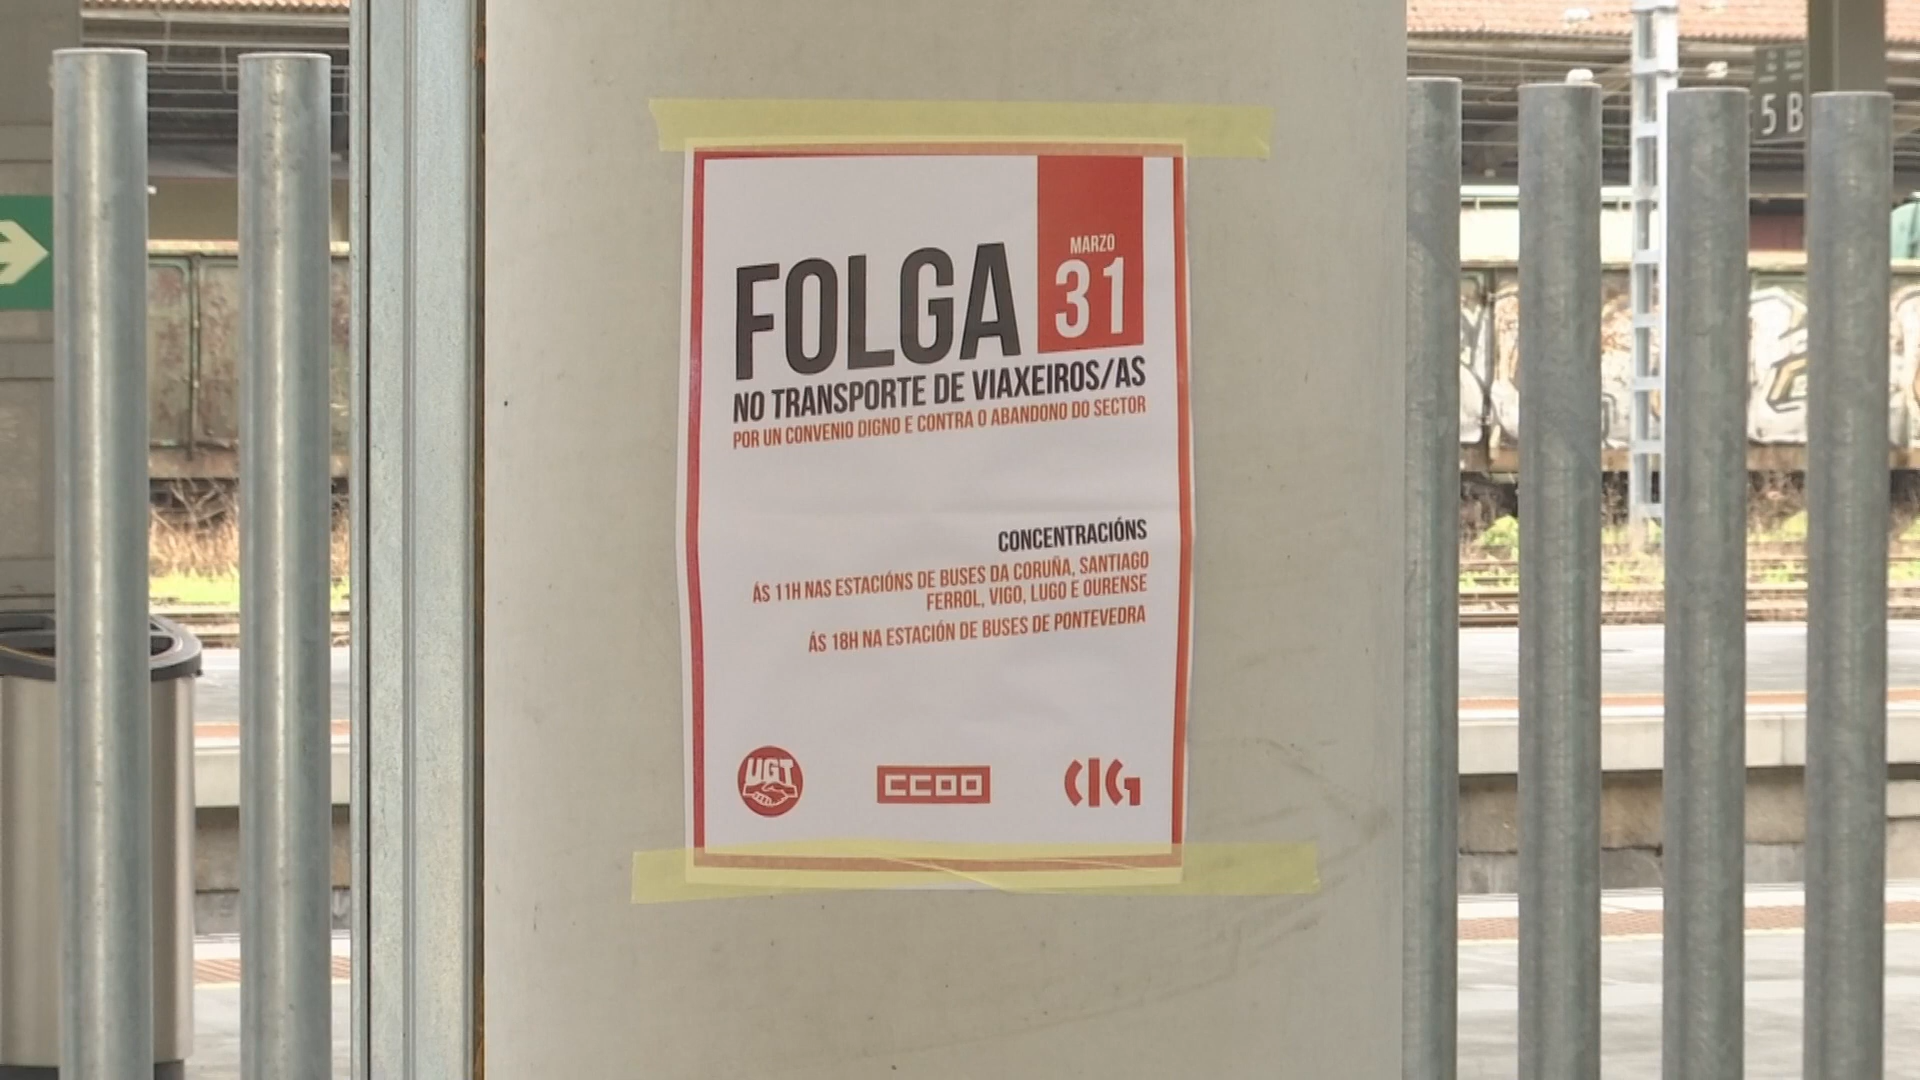 MARZO
31
FOLGA
NO TRANSPORTE DE VIAXEIROS/AS
POR UN CONVENIO DIGNO E CONTRA O ABANDONO DO SECTOR
CONCENTRACIÓNS
ÁS 11H NAS ESTACIÓNS DE BUSES DA CORUÑA, SANTIAGO
FERROL, VIGO, LUGO E OURENSE
ÁS 18H NA ESTACIÓN DE BUSES DE PONTEVEDRA
UGT
CCOO
CIG
5 B